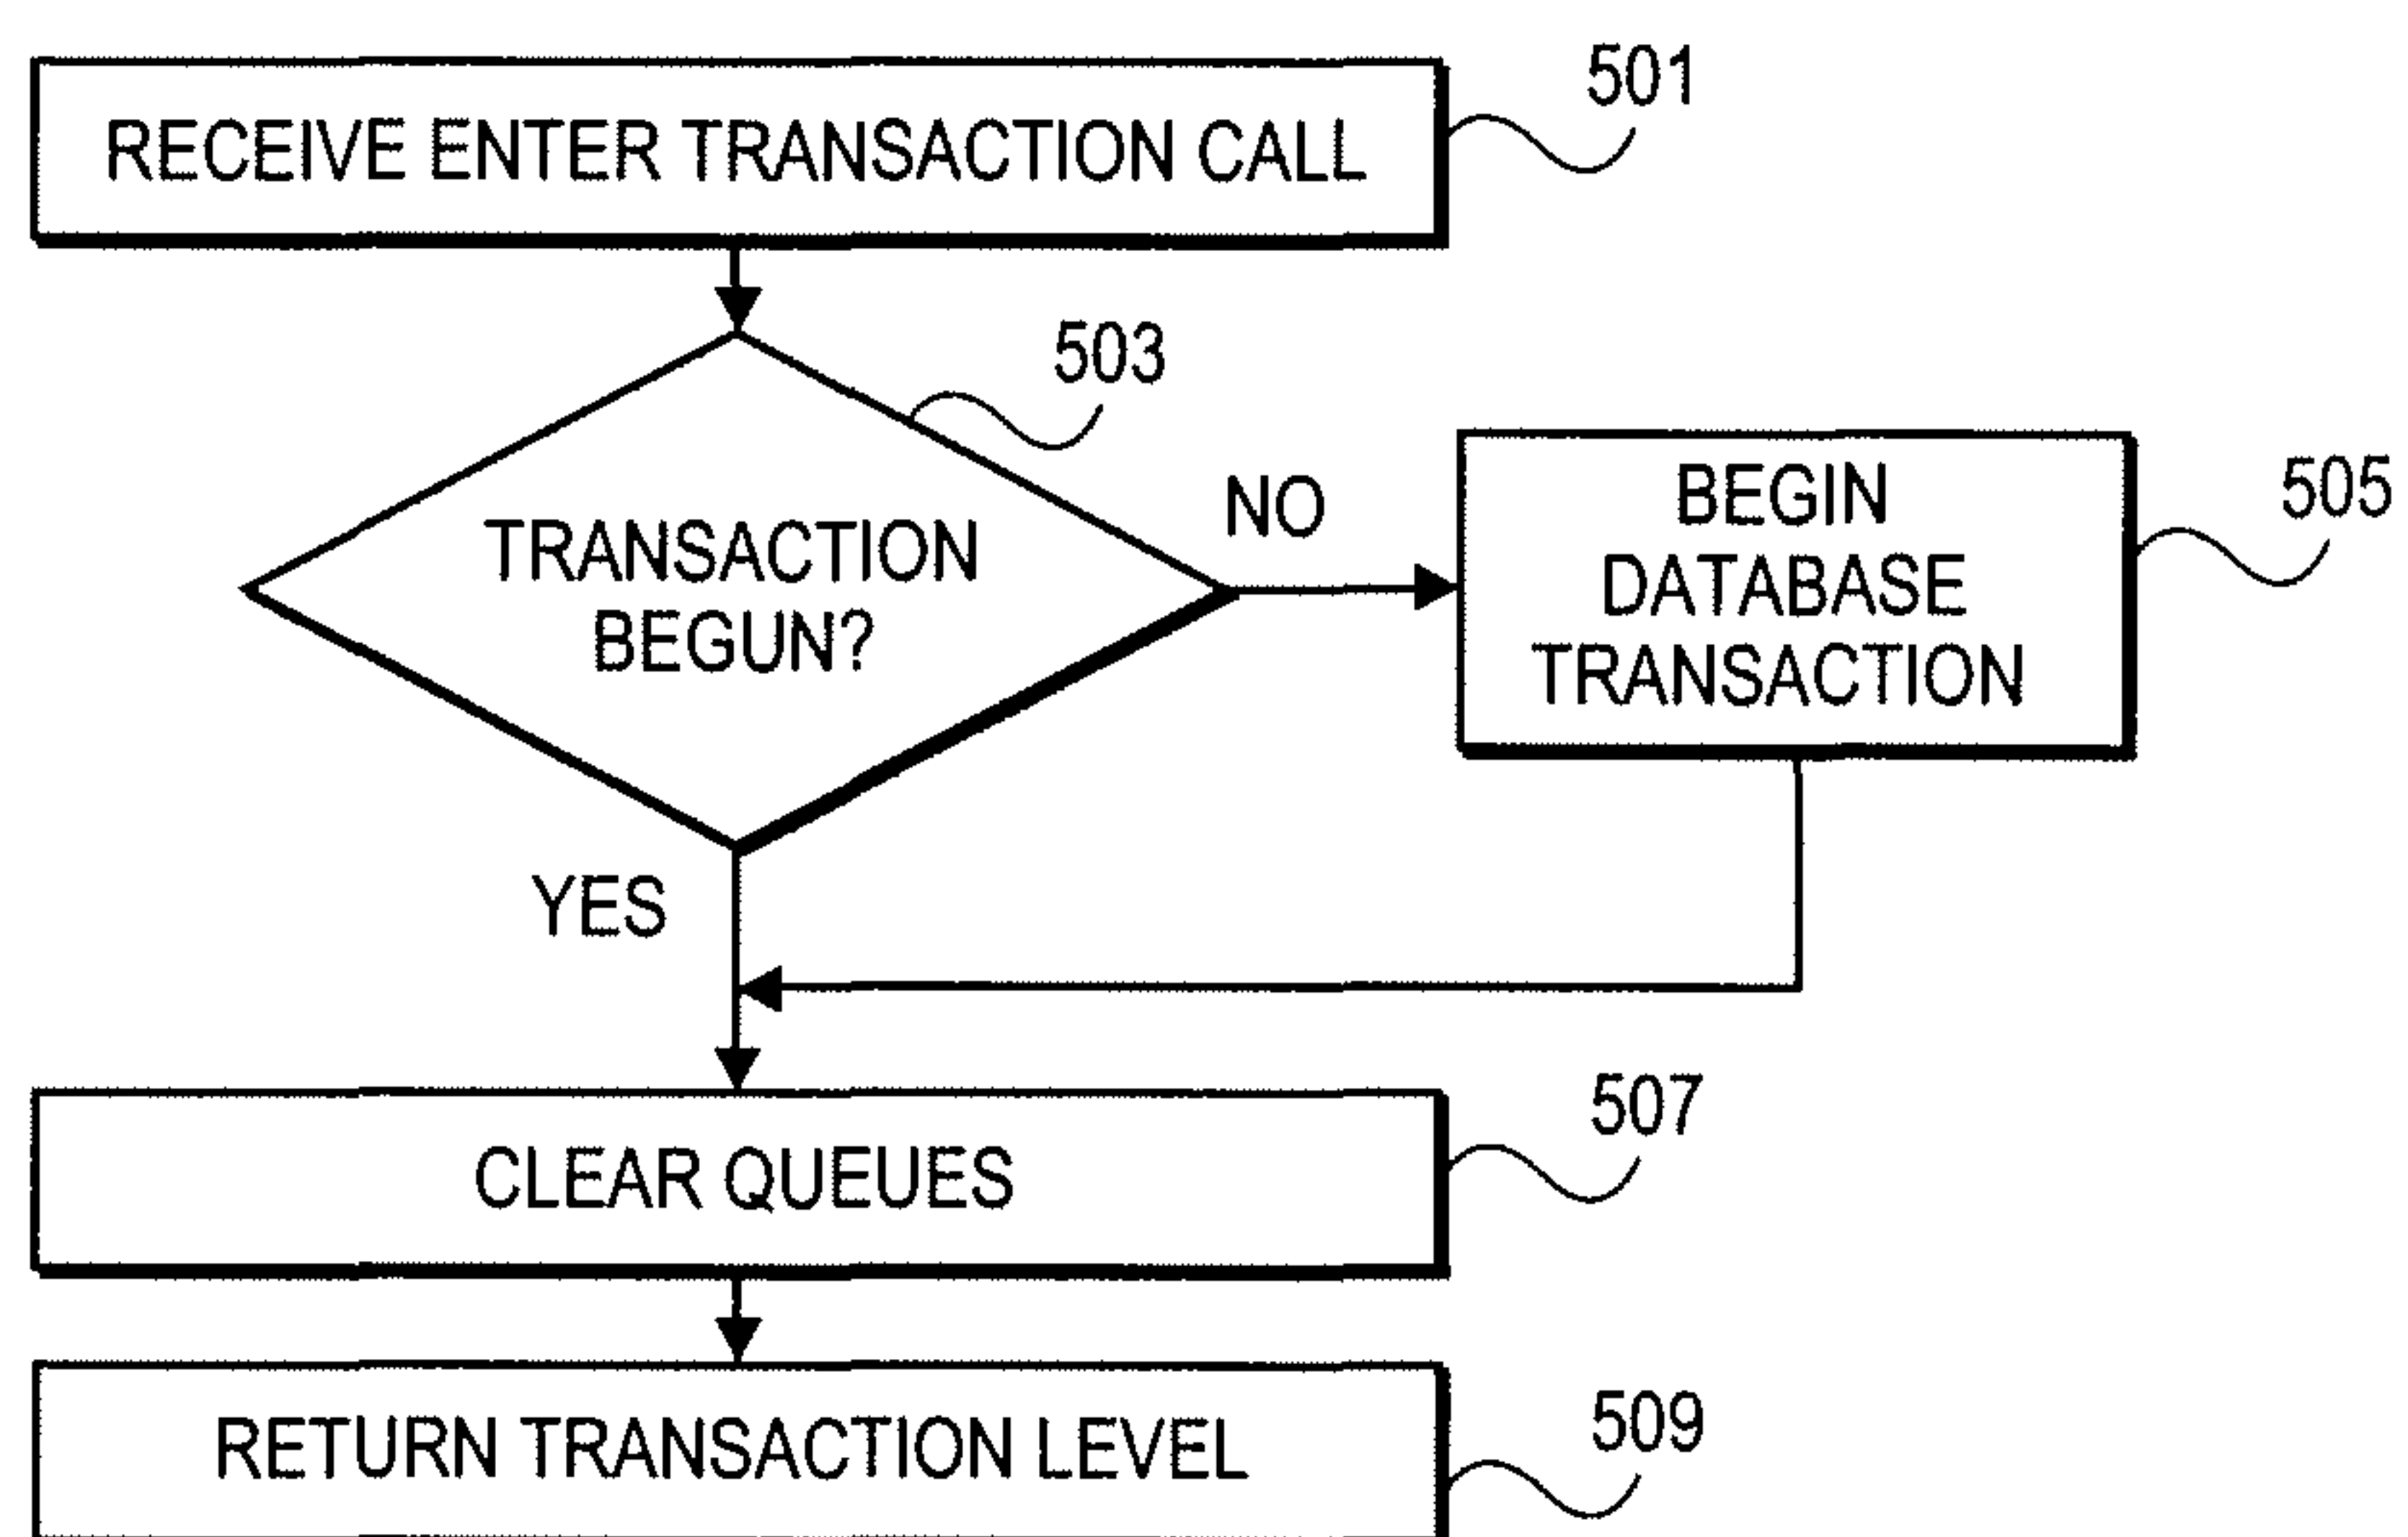 501
RECEIVE ENTER TRANSACTION CALL
503
TRANSACTION
BEGUN?
NO
BEGIN
DATABASE
TRANSACTION
505
YES
507
CLEAR QUEUES
509
RETURN TRANSACTION LEVEL